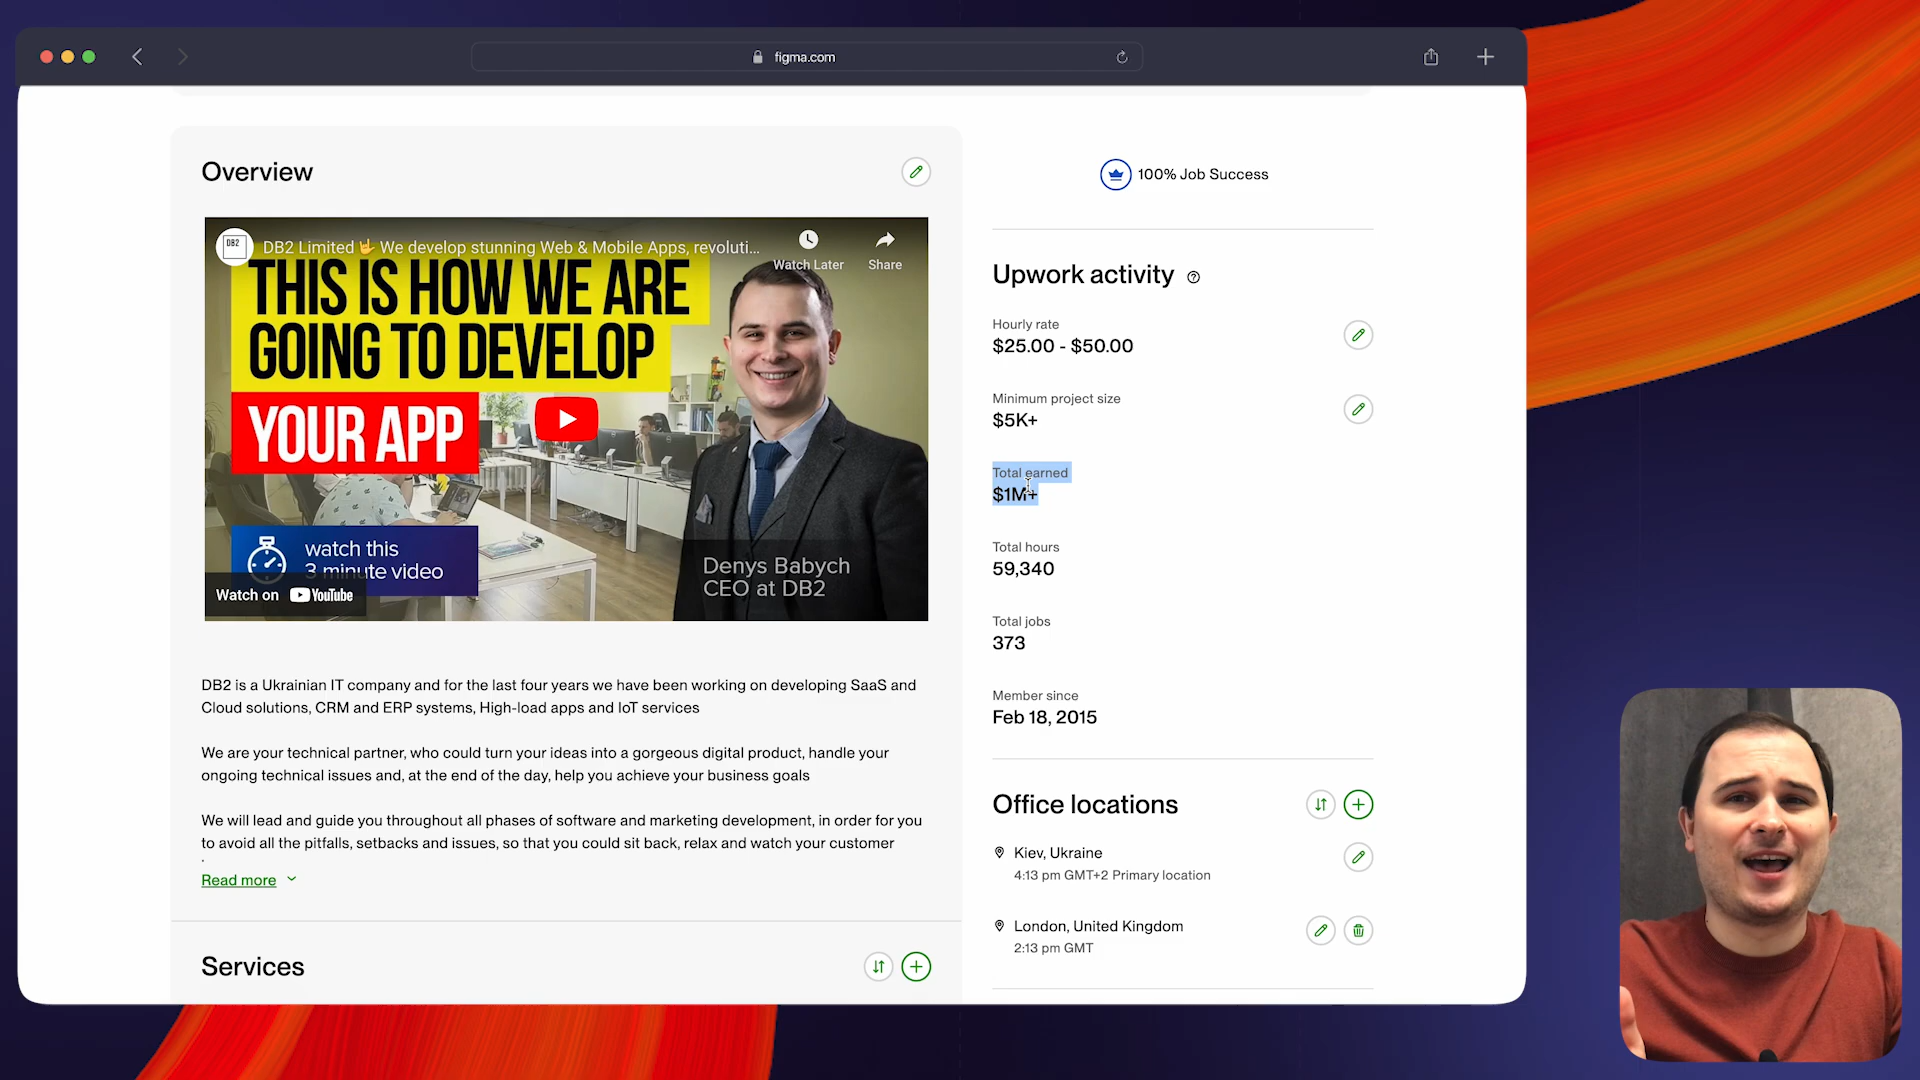 figma.com
Overview
DB2
DB2 Limited 🤟 We develop stunning Web & Mobile Apps, revoluti...
Watch Later
Share
THIS IS HOW WE ARE
GOING TO DEVELOP
YOUR APP
watch this
3 minute video
Watch on YouTube
Denys Babych
CEO at DB2
DB2 is a Ukrainian IT company and for the last four years we have been working on developing SaaS and
Cloud solutions, CRM and ERP systems, High-load apps and IoT services
We are your technical partner, who could turn your ideas into a gorgeous digital product, handle your
ongoing technical issues and, at the end of the day, help you achieve your business goals
We will lead and guide you throughout all phases of software and marketing development, in order for you
to avoid all the pitfalls, setbacks and issues, so that you could sit back, relax and watch your customer
Read more
Services
100% Job Success
Upwork activity
Hourly rate
$25.00 - $50.00
Minimum project size
$5K+
Total earned
$1M+
Total hours
59,340
Total jobs
373
Member since
Feb 18, 2015
Office locations
Kiev, Ukraine
4:13 pm GMT+2 Primary location
London, United Kingdom
2:13 pm GMT